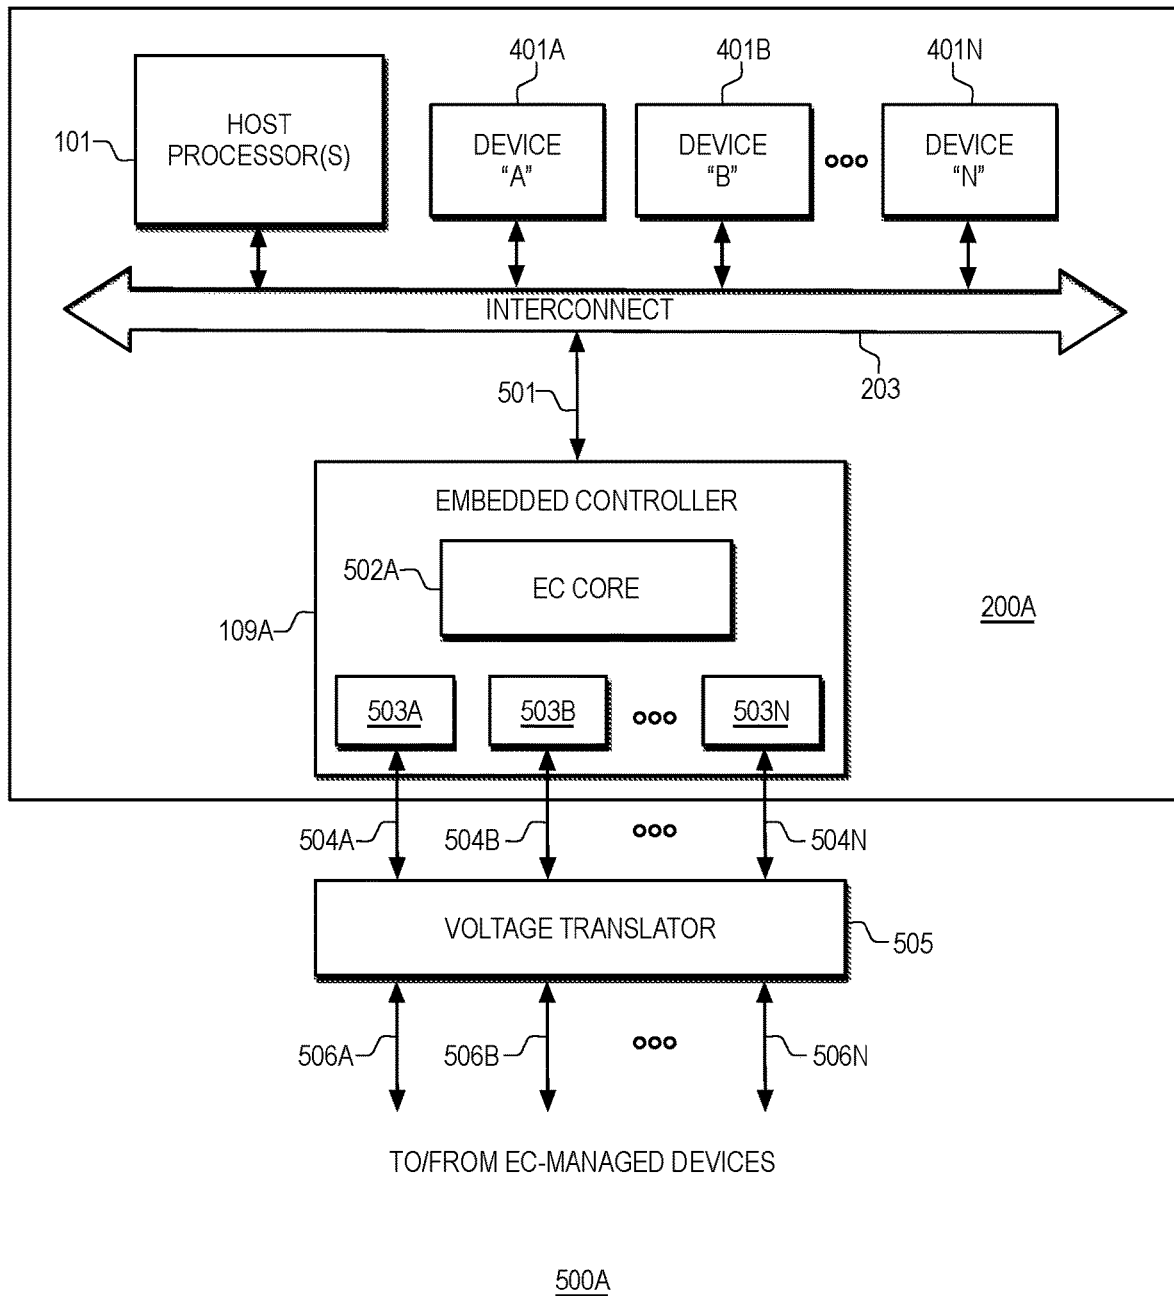 401A
401B
401N
101
HOST
PROCESSOR(S)
DEVICE
"A"
DEVICE
"B"
DEVICE
"N"
INTERCONNECT
501
203
EMBEDDED CONTROLLER
502A
EC CORE
109A
200A
503A
503B
503N
504A
504B
504N
VOLTAGE TRANSLATOR
505
506A
506B
506N
TO/FROM EC-MANAGED DEVICES
500A